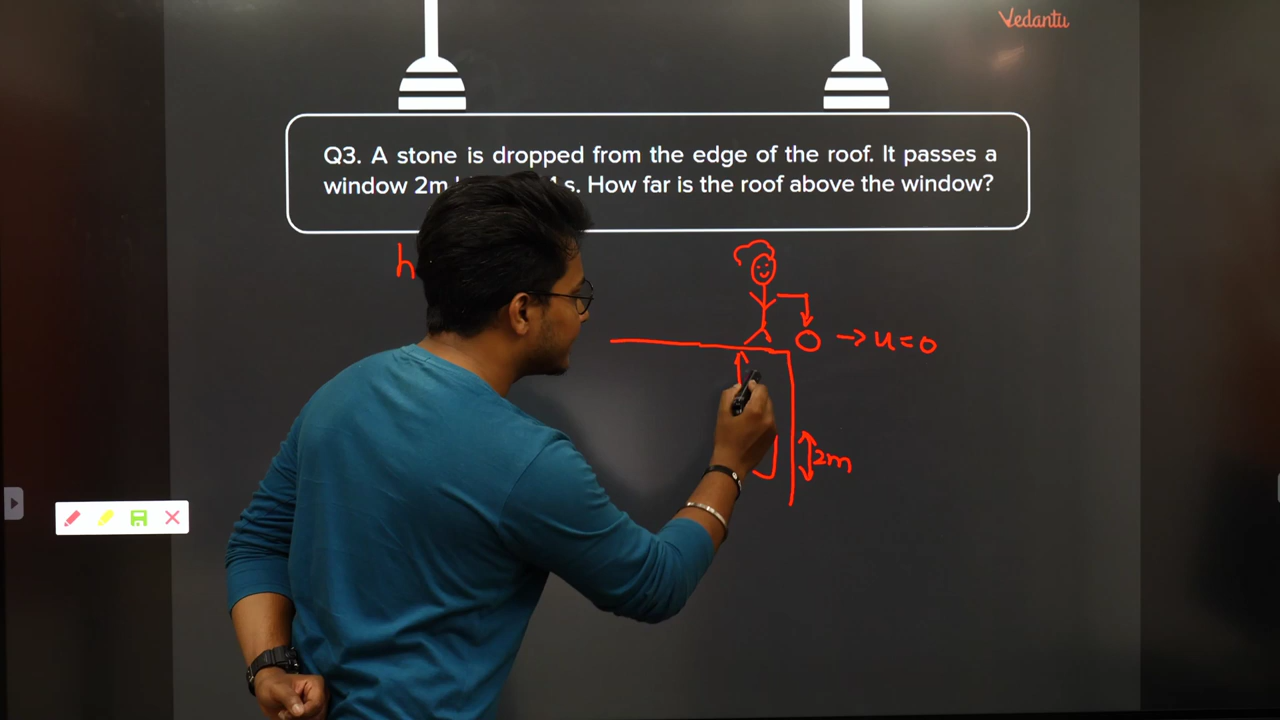 Vedantu
Q3. A stone is dropped from the edge of the roof. It passes a
window 2m s. How far is the roof above the window?
h
→ u = 0
2m